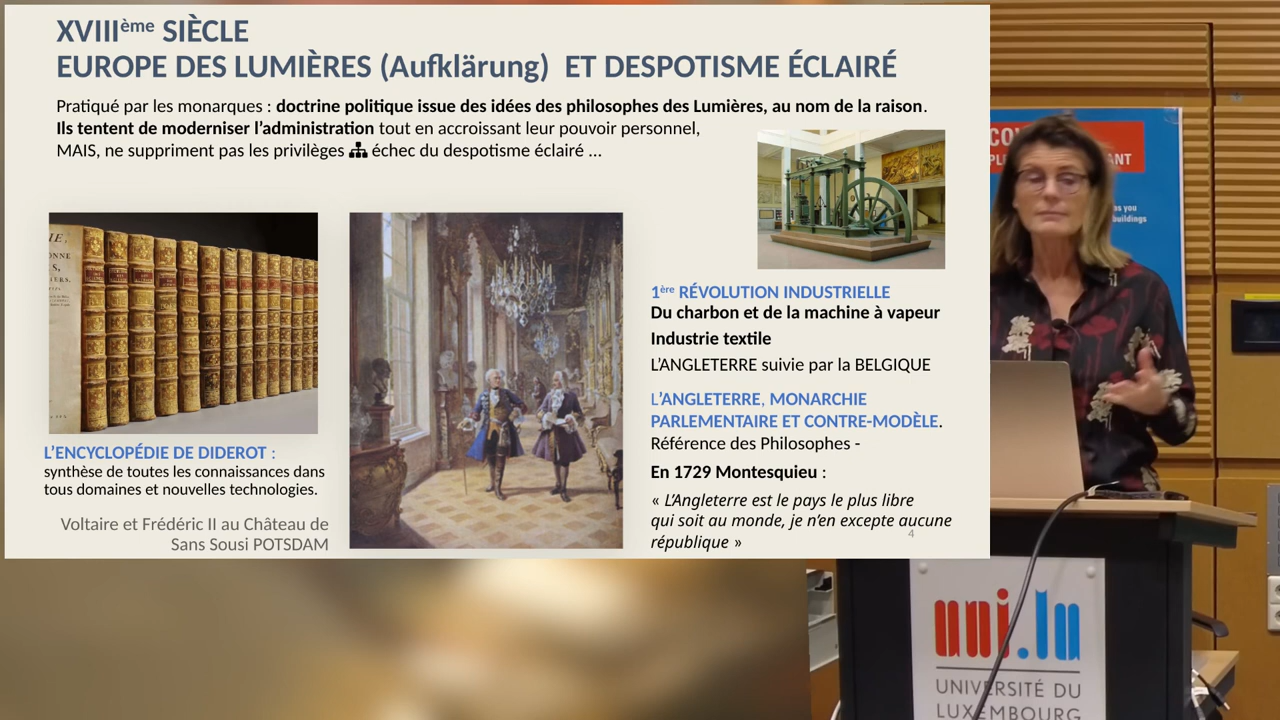 XVIIIème SIÈCLE
EUROPE DES LUMIÈRES (Aufklärung) ET DESPOTISME ÉCLAIRÉ
Pratiqué par les monarques : doctrine politique issue des idées des philosophes des Lumières, au nom de la raison.
Ils tentent de moderniser l’administration tout en accroissant leur pouvoir personnel,
MAIS, ne suppriment pas les privilèges échec du despotisme éclairé ...
L’ENCYCLOPÉDIE DE DIDEROT :
synthèse de toutes les connaissances dans
tous domaines et nouvelles technologies.
Voltaire et Frédéric II au Château de
Sans Sousi POTSDAM
1ère RÉVOLUTION INDUSTRIELLE
Du charbon et de la machine à vapeur
Industrie textile
L’ANGLETERRE suivie par la BELGIQUE
L’ANGLETERRE, MONARCHIE
PARLEMENTAIRE ET CONTRE-MODÈLE.
Référence des Philosophes -
En 1729 Montesquieu :
« L’Angleterre est le pays le plus libre
qui soit au monde, je n’en excepte aucune
république »
4
uni.lu
UNIVERSITÉ DU
LUXEMBOURG